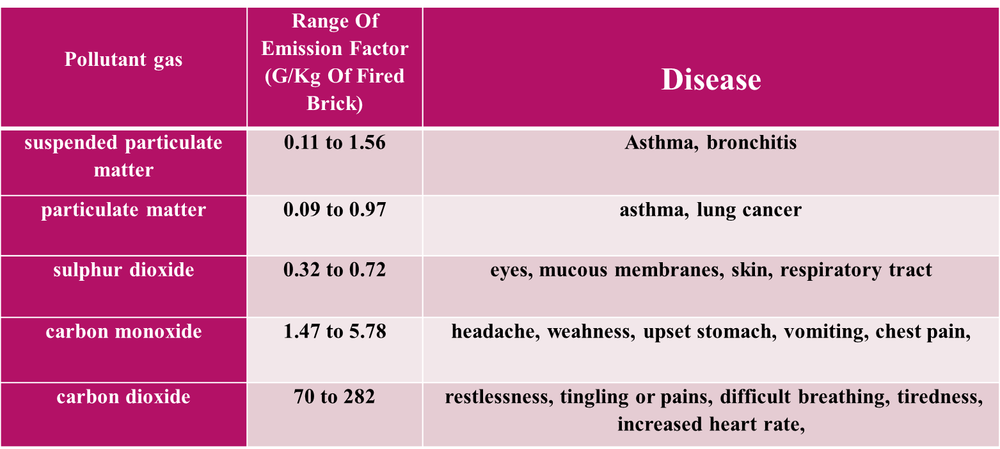 Pollutant gas
Range Of
Emission Factor
(G/Kg Of Fired
Brick)
Disease
suspended particulate
matter
0.11 to 1.56
Asthma, bronchitis
particulate matter
0.09 to 0.97
asthma, lung cancer
sulphur dioxide
0.32 to 0.72
eyes, mucous membranes, skin, respiratory tract
carbon monoxide
1.47 to 5.78
headache, weahness, upset stomach, vomiting, chest pain,
carbon dioxide
70 to 282
restlessness, tingling or pains, difficult breathing, tiredness,
increased heart rate,